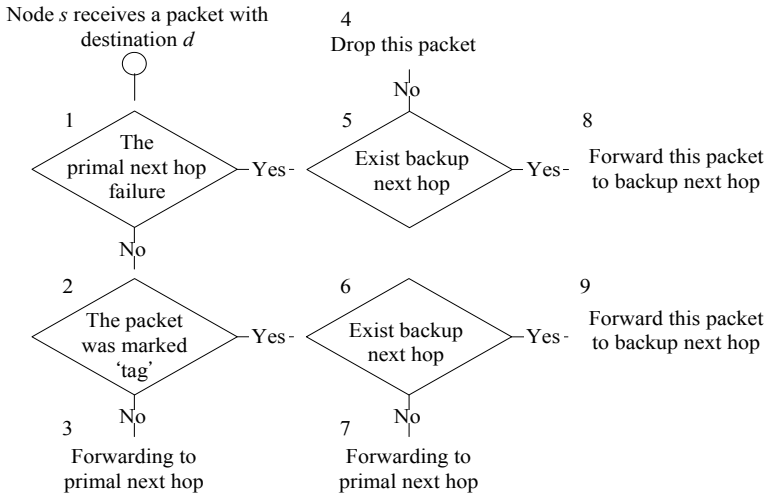 Node s receives a packet with
destination d
4
Drop this packet
No
1
The
primal next hop
failure
Yes
5
Exist backup
next hop
Yes
8
Forward this packet
to backup next hop
No
2
The packet
was marked
‘tag’
Yes
6
Exist backup
next hop
Yes
9
Forward this packet
to backup next hop
No
3
Forwarding to
primal next hop
No
7
Forwarding to
primal next hop